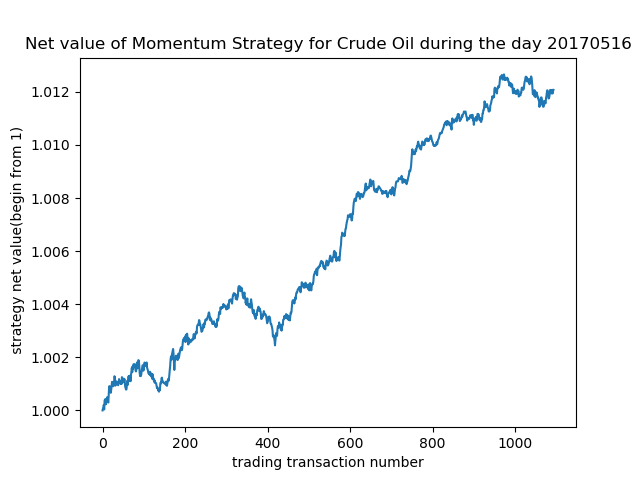 Net value of Momentum Strategy for Crude Oil during the day 20170516
1.012
1.010
1.008
1.006
1.004
1.002
1.000
strategy net value(begin from 1)
0 200 400 600 800 1000
trading transaction number